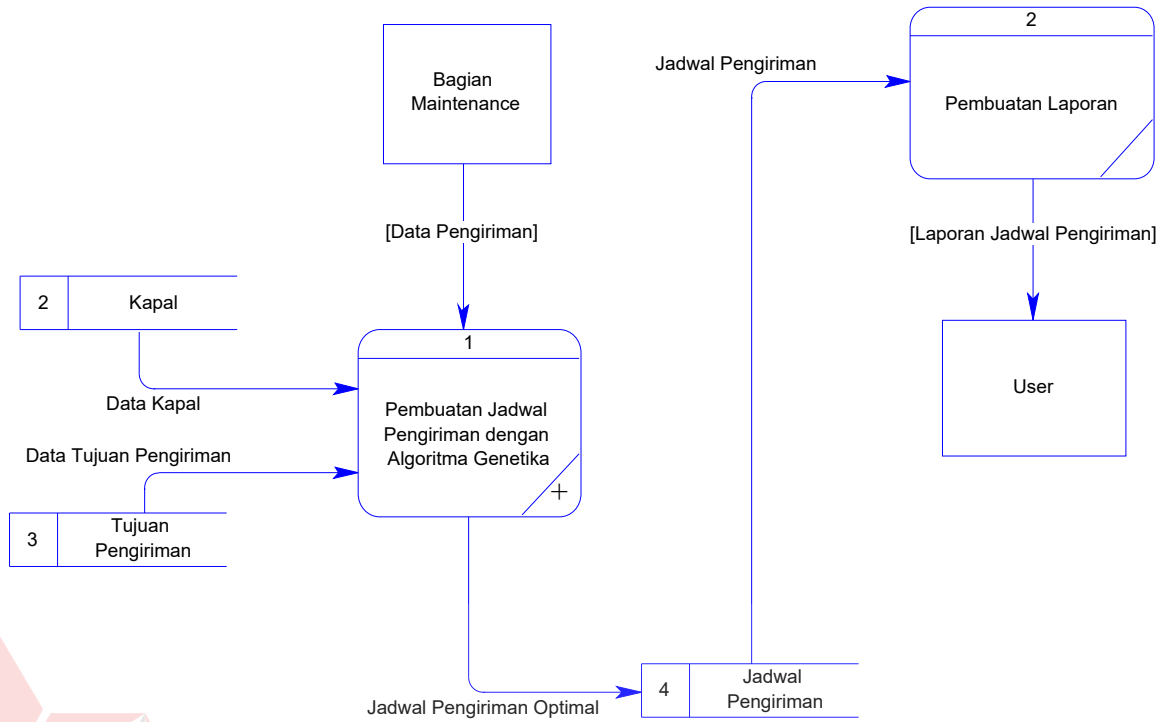 2
Jadwal Pengiriman
Bagian
Maintenance
Pembuatan Laporan
[Data Pengiriman]
[Laporan Jadwal Pengiriman]
2
Kapal
1
User
Data Kapal
Pembuatan Jadwal
Pengiriman dengan
Algoritma Genetika
Data Tujuan Pengiriman
+
3
Tujuan
Pengiriman
4
Jadwal
Pengiriman
Jadwal Pengiriman Optimal